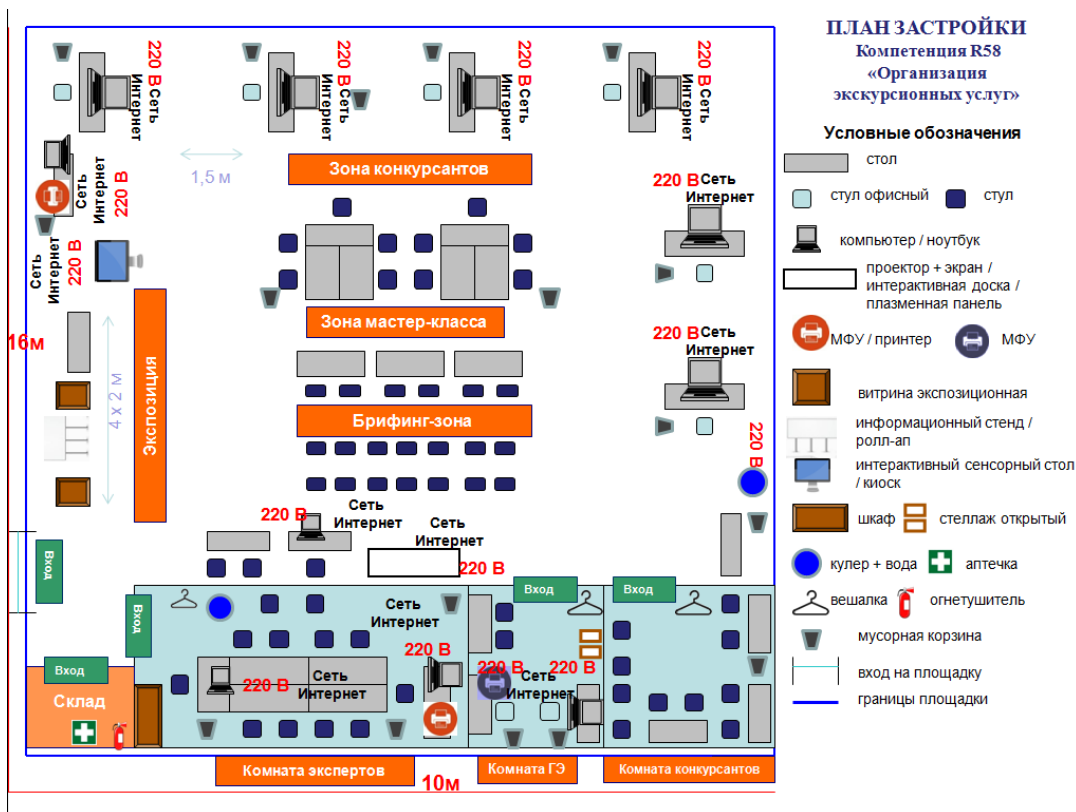 ПЛАН ЗАСТРОЙКИ
Компетенция R58
«Организация
экскурсионных услуг»
Условные обозначения
стол
стул офисный
стул
компьютер / ноутбук
проектор + экран /
интерактивная доска /
плазменная панель
МФУ / принтер
МФУ
витрина экспозиционная
информационный стенд /
ролл-ап
интерактивный сенсорный стол
/ киоск
шкаф
стеллаж открытый
кулер + вода
аптечка
вешалка
огнетушитель
мусорная корзина
вход на площадку
границы площадки
220 В
Сеть
Интернет
220 В
Сеть
Интернет
220 В
Сеть
Интернет
220 В
Сеть
Интернет
1,5 м
Зона конкурсантов
Сеть
Интернет
220 В
220 В
Сеть
Интернет
Сеть
Интернет
220 В
Зона мастер-класса
16м
4 х 2 м
Экспозиция
220 В
Сеть
Интернет
Брифинг-зона
220 В
220 В
Сеть
Интернет
Сеть
Интернет
220 В
Вход
Вход
Вход
Вход
Вход
Сеть
Интернет
220 В
220 В
Сеть
Интернет
220 В
220 В
Сеть
Интернет
Склад
Комната экспертов
Комната ГЭ
Комната конкурсантов
10м